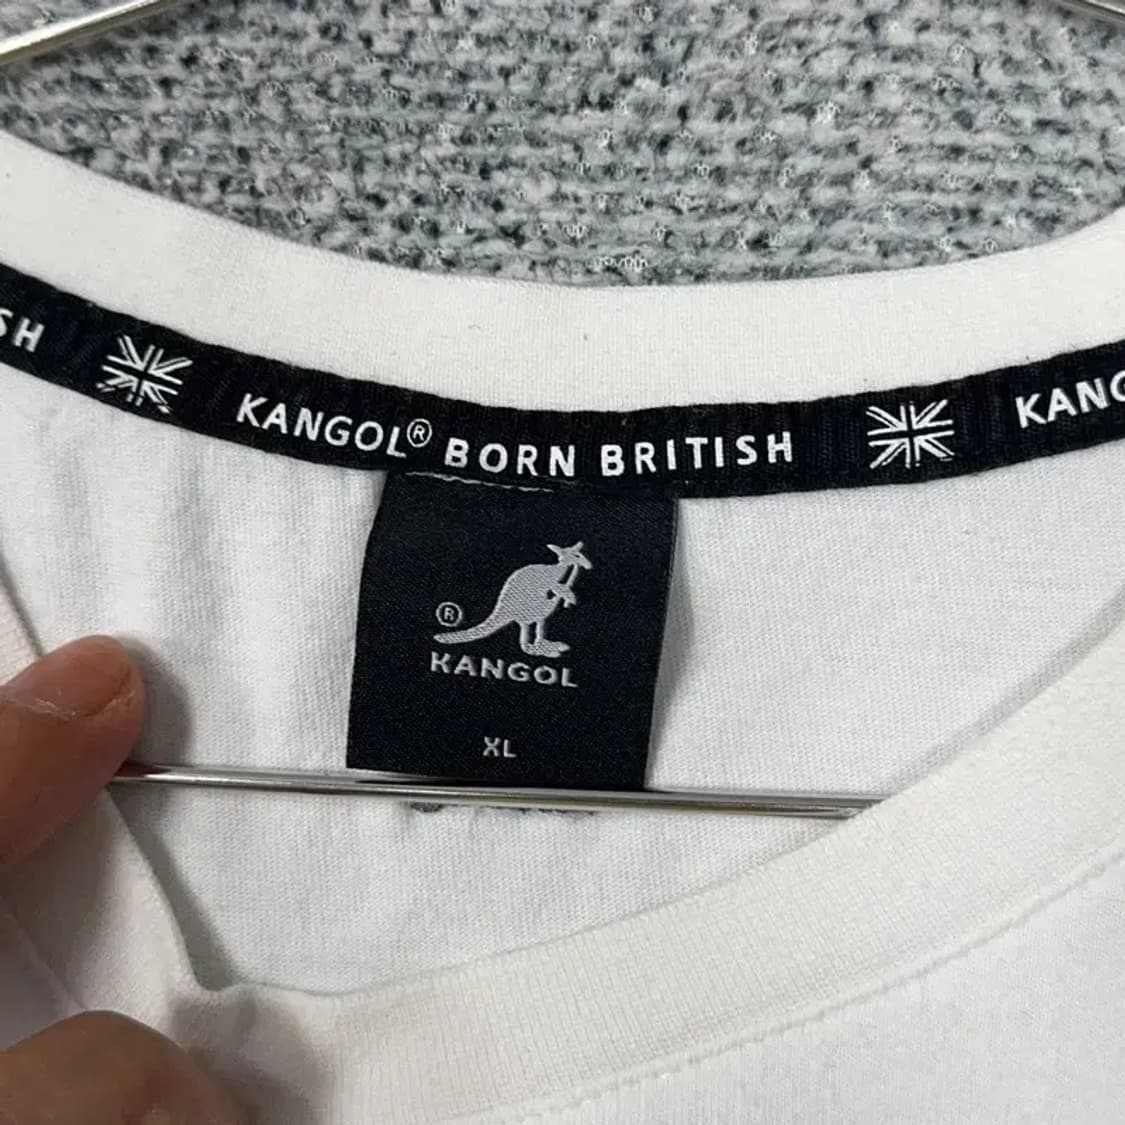 SH KANGOL® BORN BRITISH KANG
®
KANGOL
XL